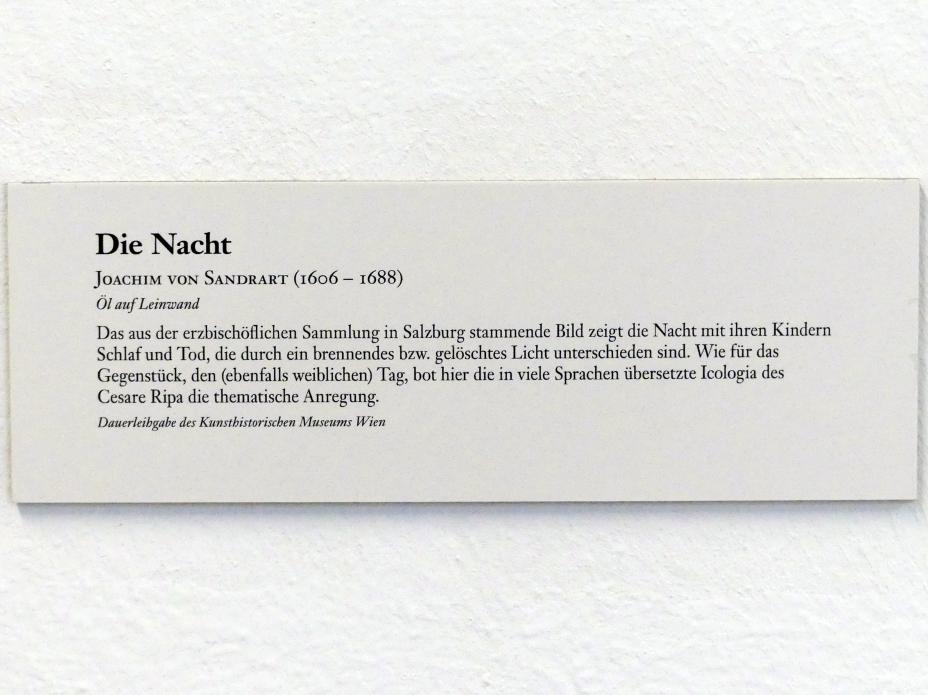 Die Nacht
Joachim von Sandrart (1606 – 1688)
Öl auf Leinwand
Das aus der erzbischöflichen Sammlung in Salzburg stammende Bild zeigt die Nacht mit ihren Kindern
Schlaf und Tod, die durch ein brennendes bzw. gelöschtes Licht unterschieden sind. Wie für das
Gegenstück, den (ebenfalls weiblichen) Tag, bot hier die in viele Sprachen übersetzte Icologia des
Cesare Ripa die thematische Anregung.
Dauerleihgabe des Kunsthistorischen Museums Wien